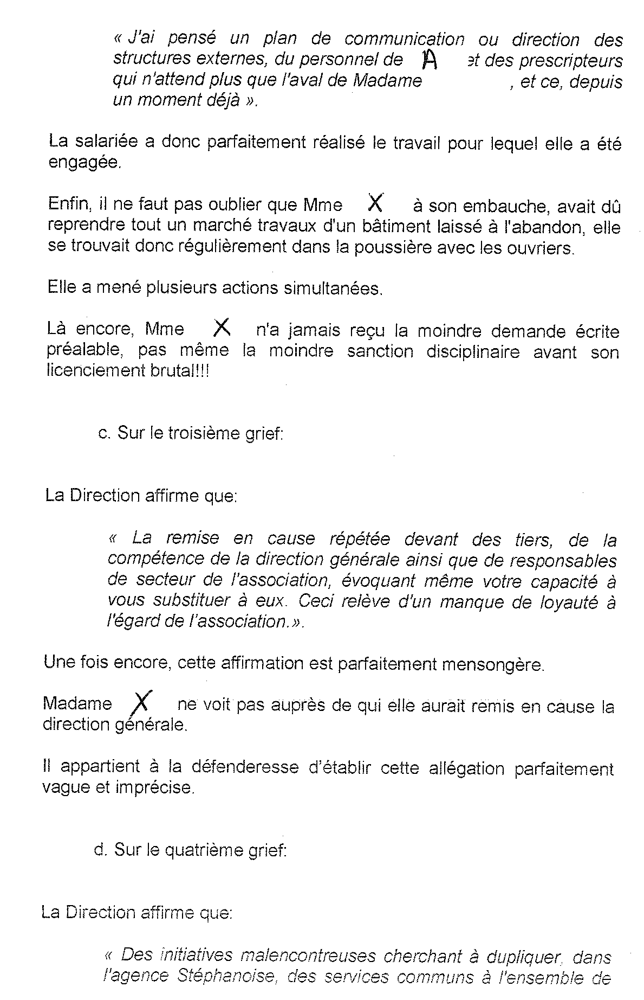 « J'ai pensé un plan de communication ou direction des
structures externes, du personnel de A et des prescripteurs
qui n'attend plus que l'aval de Madame , et ce, depuis
un moment déjà ».
La salariée a donc parfaitement réalisé le travail pour lequel elle a été
engagée.
Enfin, il ne faut pas oublier que Mme X à son embauche, avait dû
reprendre tout un marché travaux d'un bâtiment laissé à l'abandon, elle
se trouvait donc régulièrement dans la poussière avec les ouvriers.
Elle a mené plusieurs actions simultanées.
Là encore, Mme X n'a jamais reçu la moindre demande écrite
préalable, pas même la moindre sanction disciplinaire avant son
licenciement brutal!!!
c. Sur le troisième grief:
La Direction affirme que:
« La remise en cause répétée devant des tiers, de la
compétence de la direction générale ainsi que de responsables
de secteur de l'association, évoquant même votre capacité à
vous substituer à eux. Ceci relève d'un manque de loyauté à
l'égard de l'association.».
Une fois encore, cette affirmation est parfaitement mensongère.
Madame X ne voit pas auprès de qui elle aurait remis en cause la
direction générale.
Il appartient à la défenderesse d'établir cette allégation parfaitement
vague et imprécise.
d. Sur le quatrième grief:
La Direction affirme que:
« Des initiatives malencontreuses cherchant à dupliquer, dans
l'agence Stéphanoise, des services communs à l'ensemble de